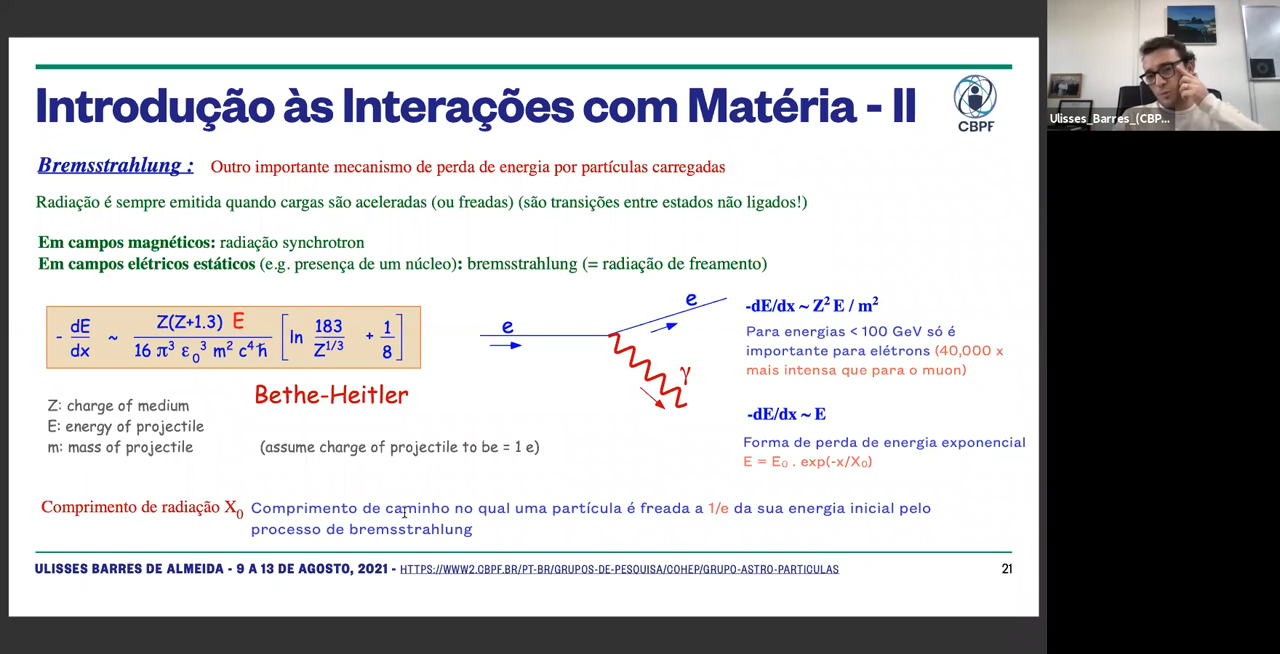 Introdução às Interações com Matéria - II
CBPF
Ulisses_Barres_(CBP...
Bremsstrahlung : Outro importante mecanismo de perda de energia por partículas carregadas
Radiação é sempre emitida quando cargas são aceleradas (ou freadas) (são transições entre estados não ligados!)
Em campos magnéticos: radiação synchrotron
Em campos elétricos estáticos (e.g. presença de um núcleo): bremsstrahlung (= radiação de freamento)
- dE/dx ~ Z(Z+1.3) E / 16 π³ ε₀³ m² c⁴ ħ [ln 183/Z^1/3 + 1/8]
Bethe-Heitler
Z: charge of medium
E: energy of projectile
m: mass of projectile
(assume charge of projectile to be = 1 e)
e
e
γ
-dE/dx ~ Z² E / m²
Para energias < 100 GeV só é
importante para elétrons (40,000 x
mais intensa que para o muon)
-dE/dx ~ E
Forma de perda de energia exponencial
E = E₀ . exp(-x/X₀)
Comprimento de radiação X₀ Comprimento de caminho no qual uma partícula é freada a 1/e da sua energia inicial pelo
processo de bremsstrahlung
ULISSES BARRES DE ALMEIDA - 9 A 13 DE AGOSTO, 2021 - HTTPS://WWW2.CBPF.BR/PT-BR/GRUPOS-DE-PESQUISA/COHEP/GRUPO-ASTRO-PARTICULAS
21